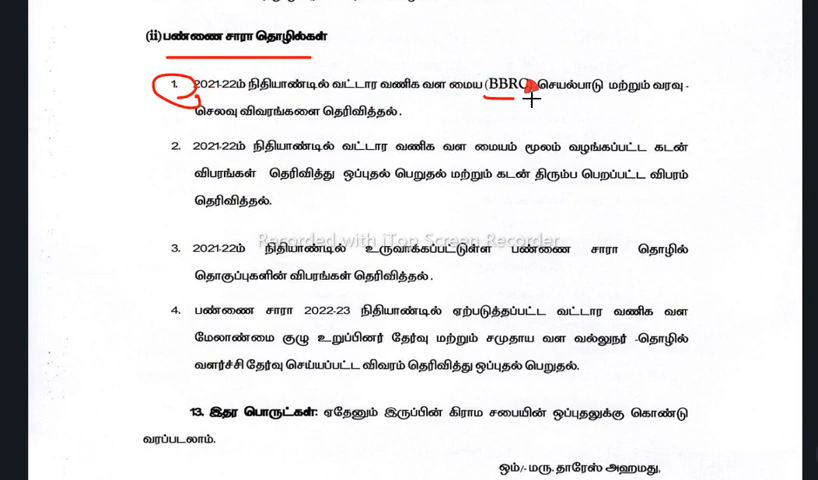 (ii) பண்ணை சாரா தொழில்கள்
1. 2021-22ம் நிதியாண்டில் வட்டார வணிக வள மைய (BBRC) செயல்பாடு மற்றும் வரவு -
செலவு விவரங்களை தெரிவித்தல்.
2. 2021-22ம் நிதியாண்டில் வட்டார வணிக வள மையம் மூலம் வழங்கப்பட்ட கடன்
விபரங்கள் தெரிவித்து ஒப்புதல் பெறுதல் மற்றும் கடன் திரும்ப பெறப்பட்ட விபரம்
தெரிவித்தல்.
Recorded with iTop Screen Recorder
3. 2021-22ம் நிதியாண்டில் உருவாக்கப்பட்டுள்ள பண்ணை சாரா தொழில்
தொகுப்புகளின் விபரங்கள் தெரிவித்தல்.
4. பண்ணை சாரா 2022-23 நிதியாண்டில் ஏற்படுத்தப்பட்ட வட்டார வணிக வள
மேலாண்மை குழு உறுப்பினர் தேர்வு மற்றும் சமுதாய வள வல்லுநர் -தொழில்
வளர்ச்சி தேர்வு செய்யப்பட்ட விவரம் தெரிவித்து ஒப்புதல் பெறுதல்.
13. இதர பொருட்கள்: ஏதேனும் இருப்பின் கிராம சபையின் ஒப்புதலுக்கு கொண்டு
வரப்படலாம்.
ஒம்/- மரு. தாரேஸ் அஹமது,